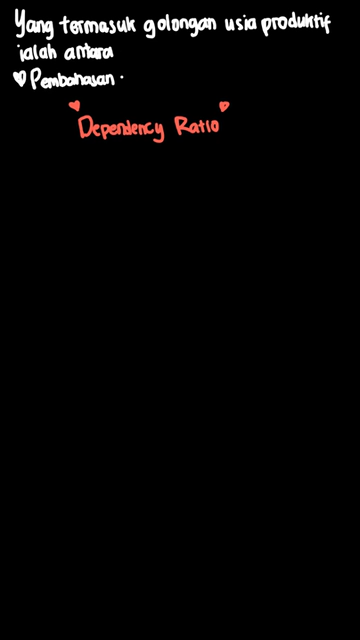 Yang termasuk golongan usia produktif
ialah antara
Pembahasan.
Dependency Ratio